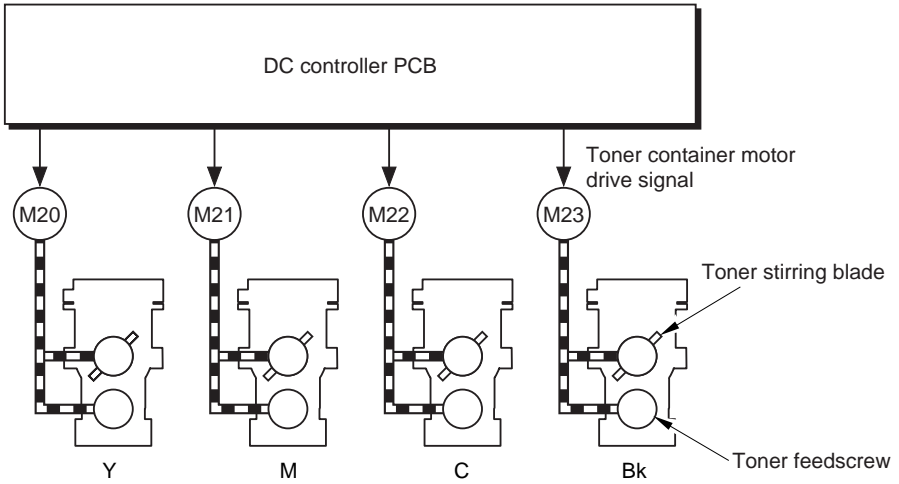 DC controller PCB
Toner container motor
drive signal
M20
M21
M22
M23
Toner stirring blade
Toner feedscrew
Y
M
C
Bk